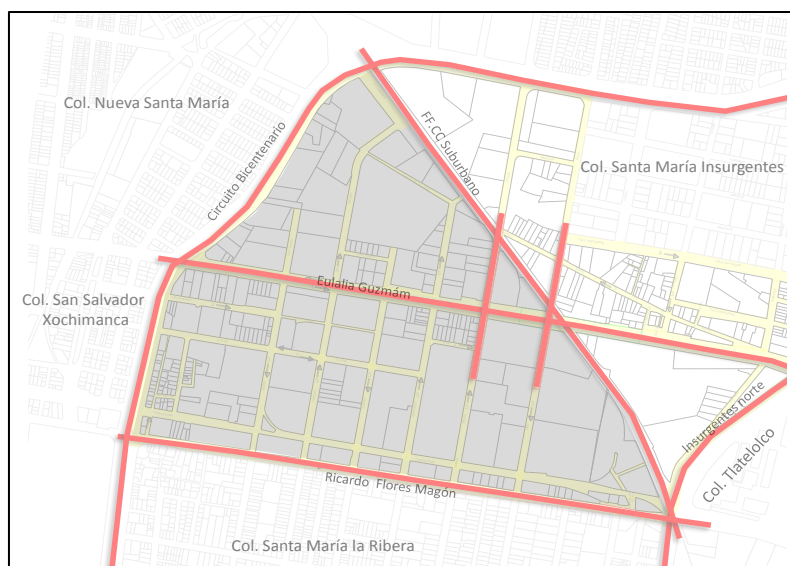 Col. Nueva Santa María
Circuito Bicentenario
FF.CC Suburbano
Col. Santa María Insurgentes
Eulalia Guzmám
Col. San Salvador
Xochimanca
Insurgentes norte
Col. Tlatelolco
Ricardo Flores Magón
Col. Santa María la Ribera